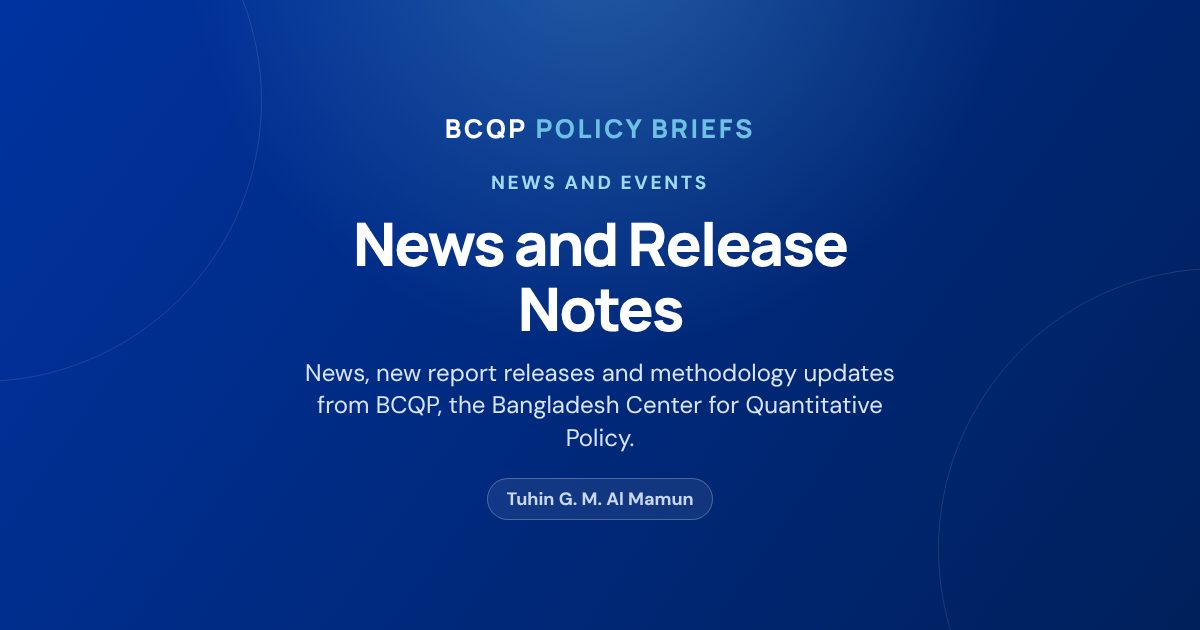 BCQP POLICY BRIEFS
NEWS AND EVENTS
News and Release
Notes
News, new report releases and methodology updates
from BCQP, the Bangladesh Center for Quantitative
Policy.
Tuhin G. M. Al Mamun